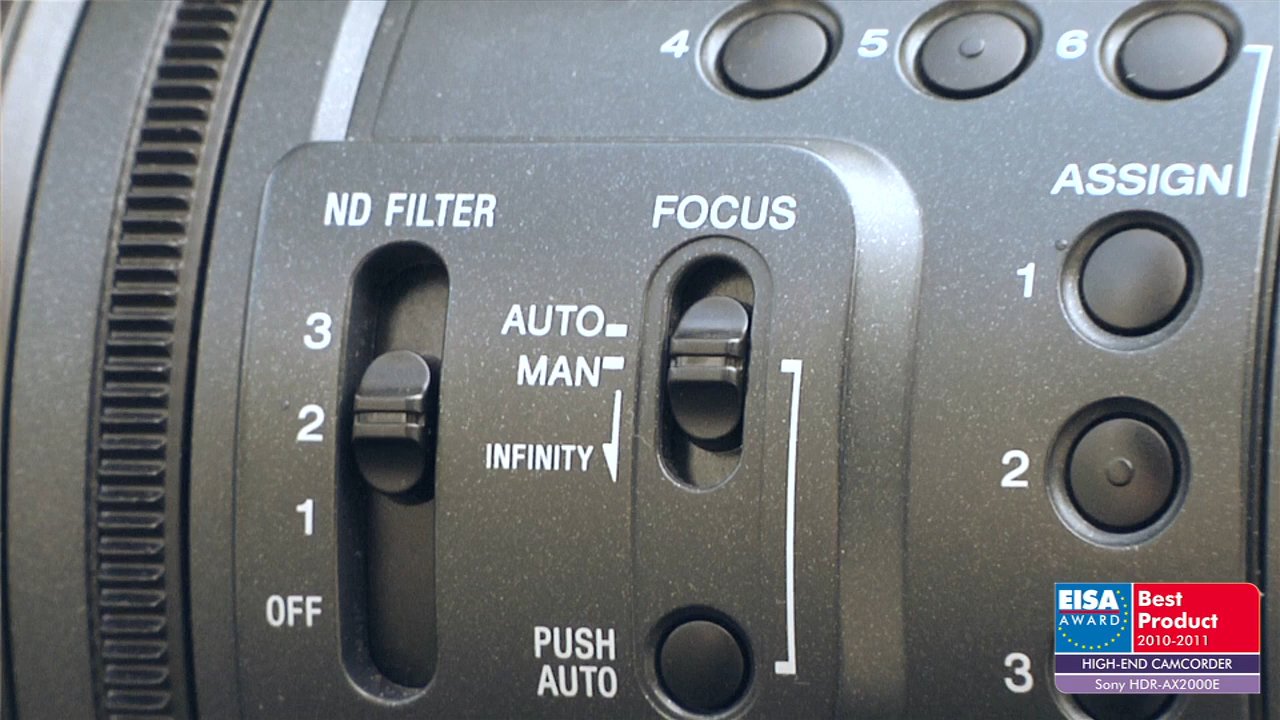 4 5 6
ASSIGN
ND FILTER
FOCUS
3
2
1
OFF
AUTO
MAN
INFINITY
PUSH
AUTO
1
2
3
EISA
AWARD
Best
Product
2010-2011
HIGH-END CAMCORDER
Sony HDR-AX2000E